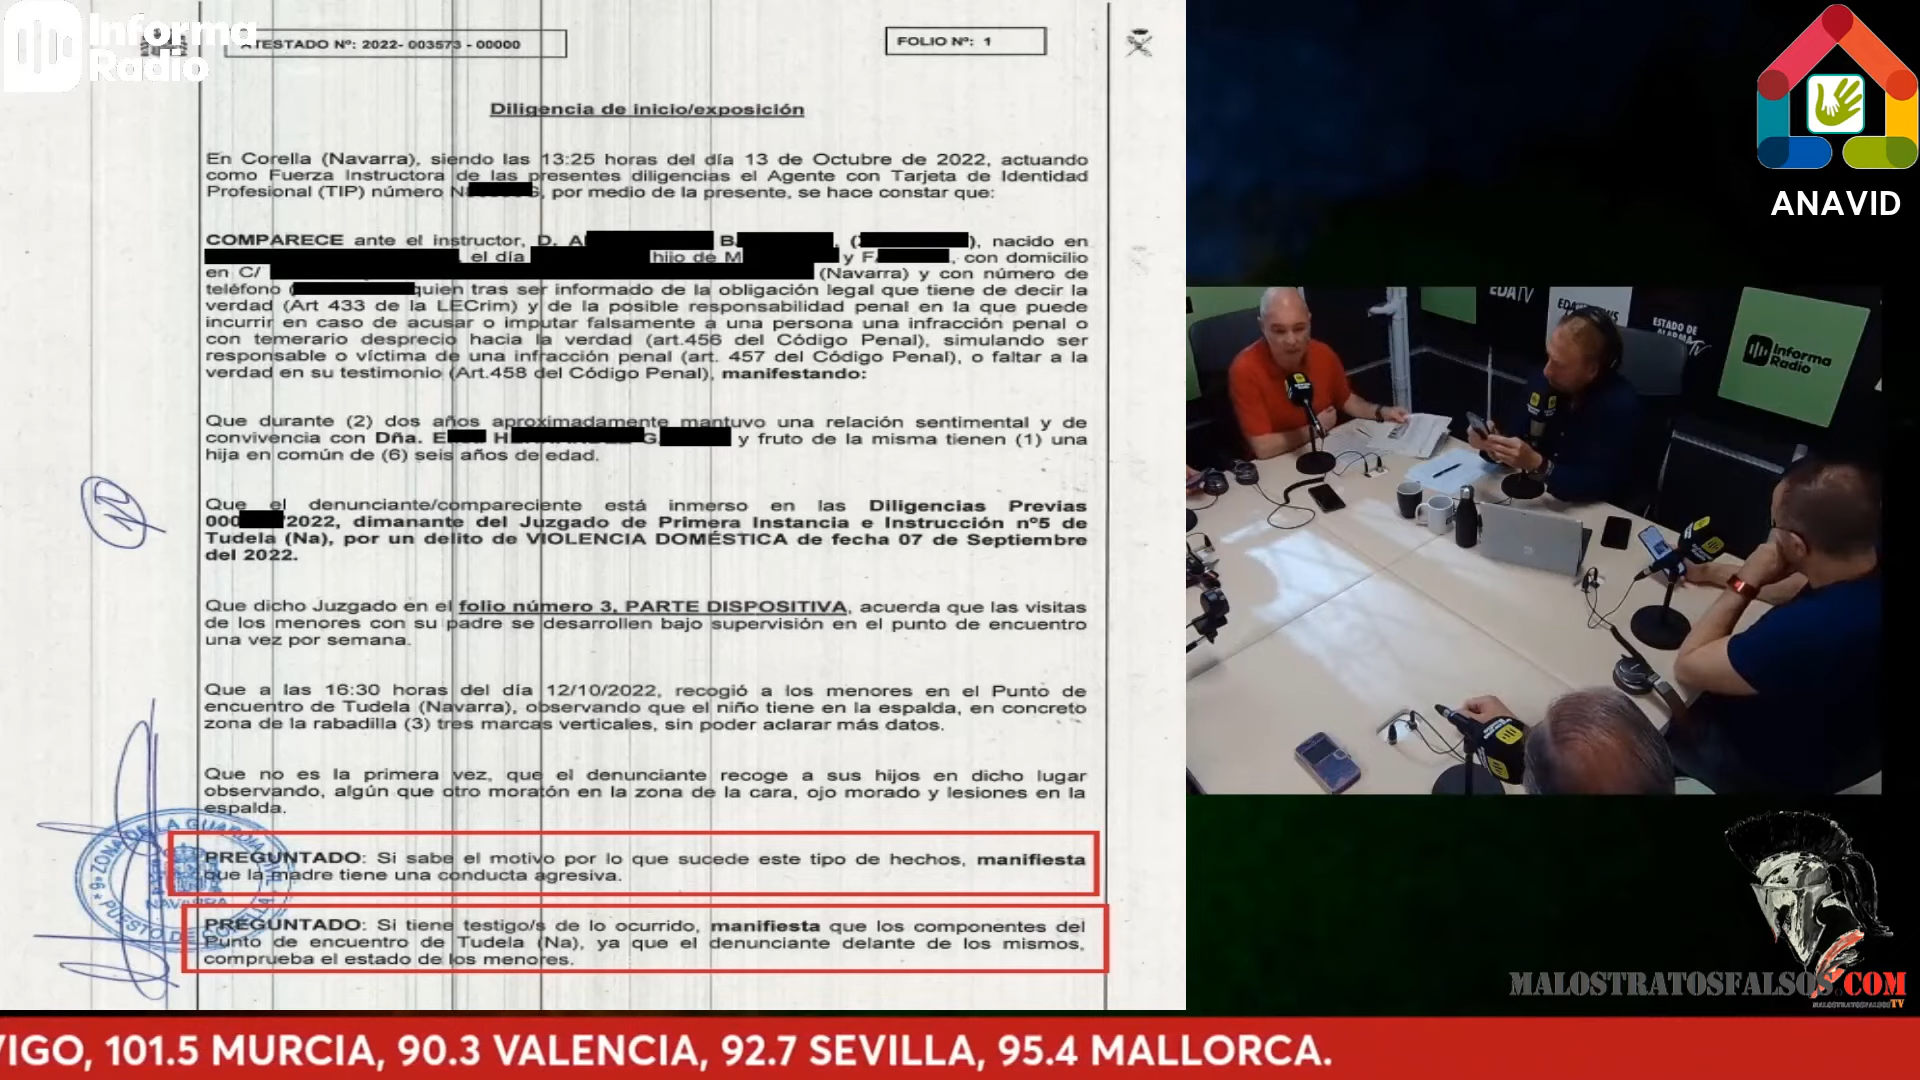 Informa
Radio
ATESTADO Nº: 2022- 003573 - 00000
FOLIO Nº: 1
Diligencia de inicio/exposición
En Corella (Navarra), siendo las 13:25 horas del día 13 de Octubre de 2022, actuando
como Fuerza Instructora de las presentes diligencias el Agente con Tarjeta de Identidad
Profesional (TIP) número N , por medio de la presente, se hace constar que:
COMPARECE ante el instructor, D. A B , ( ), nacido en
el día hijo de M y F , con domicilio
en C/ (Navarra) y con número de
teléfono ( quien tras ser informado de la obligación legal que tiene de decir la
verdad (Art 433 de la LECrim) y de la posible responsabilidad penal en la que puede
incurrir en caso de acusar o imputar falsamente a una persona una infracción penal o
con temerario desprecio hacia la verdad (art.456 del Código Penal), simulando ser
responsable o víctima de una infracción penal (art. 457 del Código Penal), o faltar a la
verdad en su testimonio (Art.458 del Código Penal), manifestando:
Que durante (2) dos años aproximadamente mantuvo una relación sentimental y de
convivencia con Dña. E H G y fruto de la misma tienen (1) una
hija en común de (6) seis años de edad.
Que el denunciante/compareciente está inmerso en las Diligencias Previas
000 /2022, dimanante del Juzgado de Primera Instancia e Instrucción nº5 de
Tudela (Na), por un delito de VIOLENCIA DOMÉSTICA de fecha 07 de Septiembre
del 2022.
Que dicho Juzgado en el folio número 3, PARTE DISPOSITIVA, acuerda que las visitas
de los menores con su padre se desarrollen bajo supervisión en el punto de encuentro
una vez por semana.
Que a las 16:30 horas del día 12/10/2022, recogió a los menores en el Punto de
encuentro de Tudela (Navarra), observando que el niño tiene en la espalda, en concreto
zona de la rabadilla (3) tres marcas verticales, sin poder aclarar más datos.
Que no es la primera vez, que el denunciante recoge a sus hijos en dicho lugar
observando, algún que otro moratón en la zona de la cara, ojo morado y lesiones en la
espalda.
PREGUNTADO: Si sabe el motivo por lo que sucede este tipo de hechos, manifiesta
que la madre tiene una conducta agresiva.
PREGUNTADO: Si tiene testigo/s de lo ocurrido, manifiesta que los componentes del
Punto de encuentro de Tudela (Na), ya que el denunciante delante de los mismos,
comprueba el estado de los menores.
9ª ZONA DE LA GUARDIA CIVIL
NAVARRA
PUESTO DE CORELLA
ANAVID
EDATV
ESTADO DE
ALARMA TV
Informa
Radio
MALOSTRATOSFALSOS.COM
MALOSTRATOSFALSOS TV
VIGO, 101.5 MURCIA, 90.3 VALENCIA, 92.7 SEVILLA, 95.4 MALLORCA.